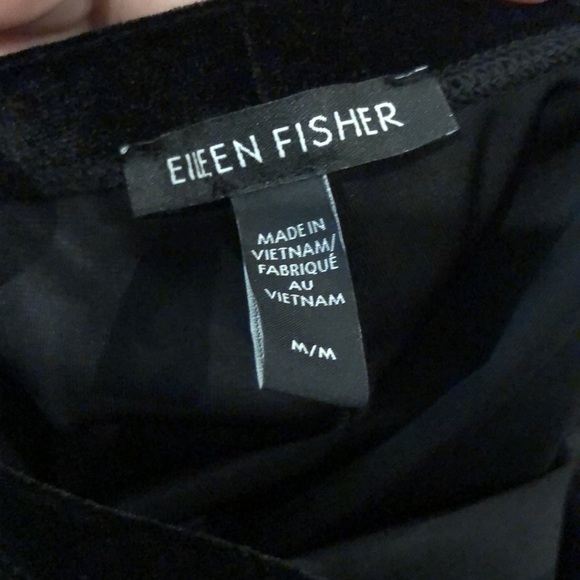 EILEEN FISHER
MADE IN
VIETNAM/
FABRIQUÉ
AU
VIETNAM
M/M